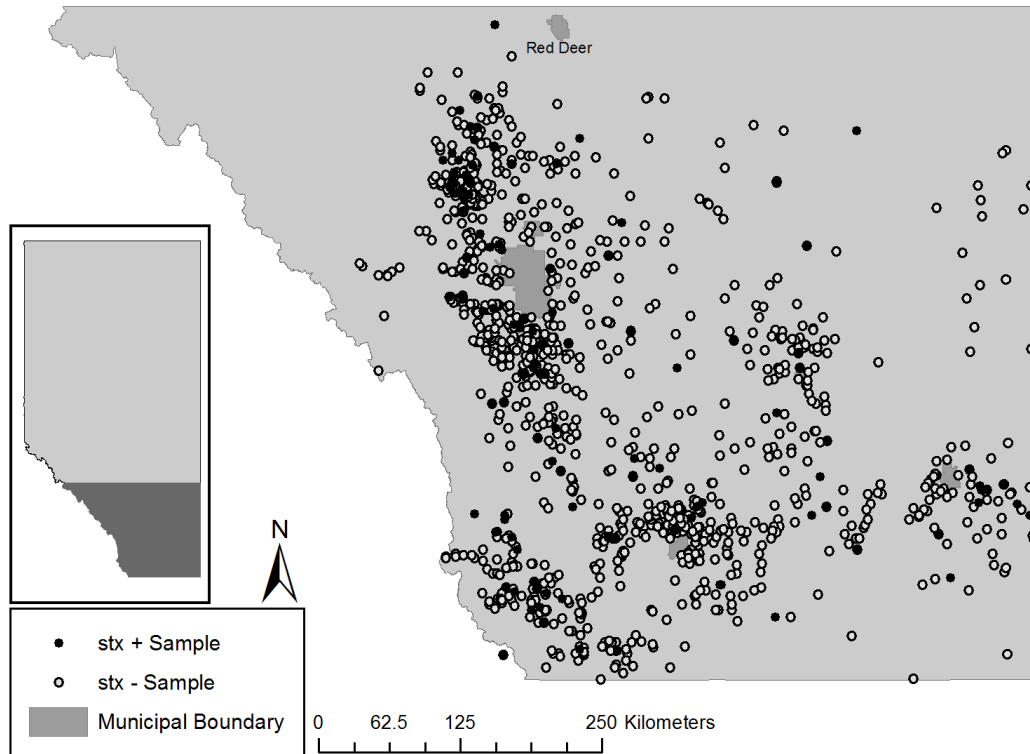 Red Deer
N
stx + Sample
stx - Sample
Municipal Boundary
0 62.5 125 250 Kilometers